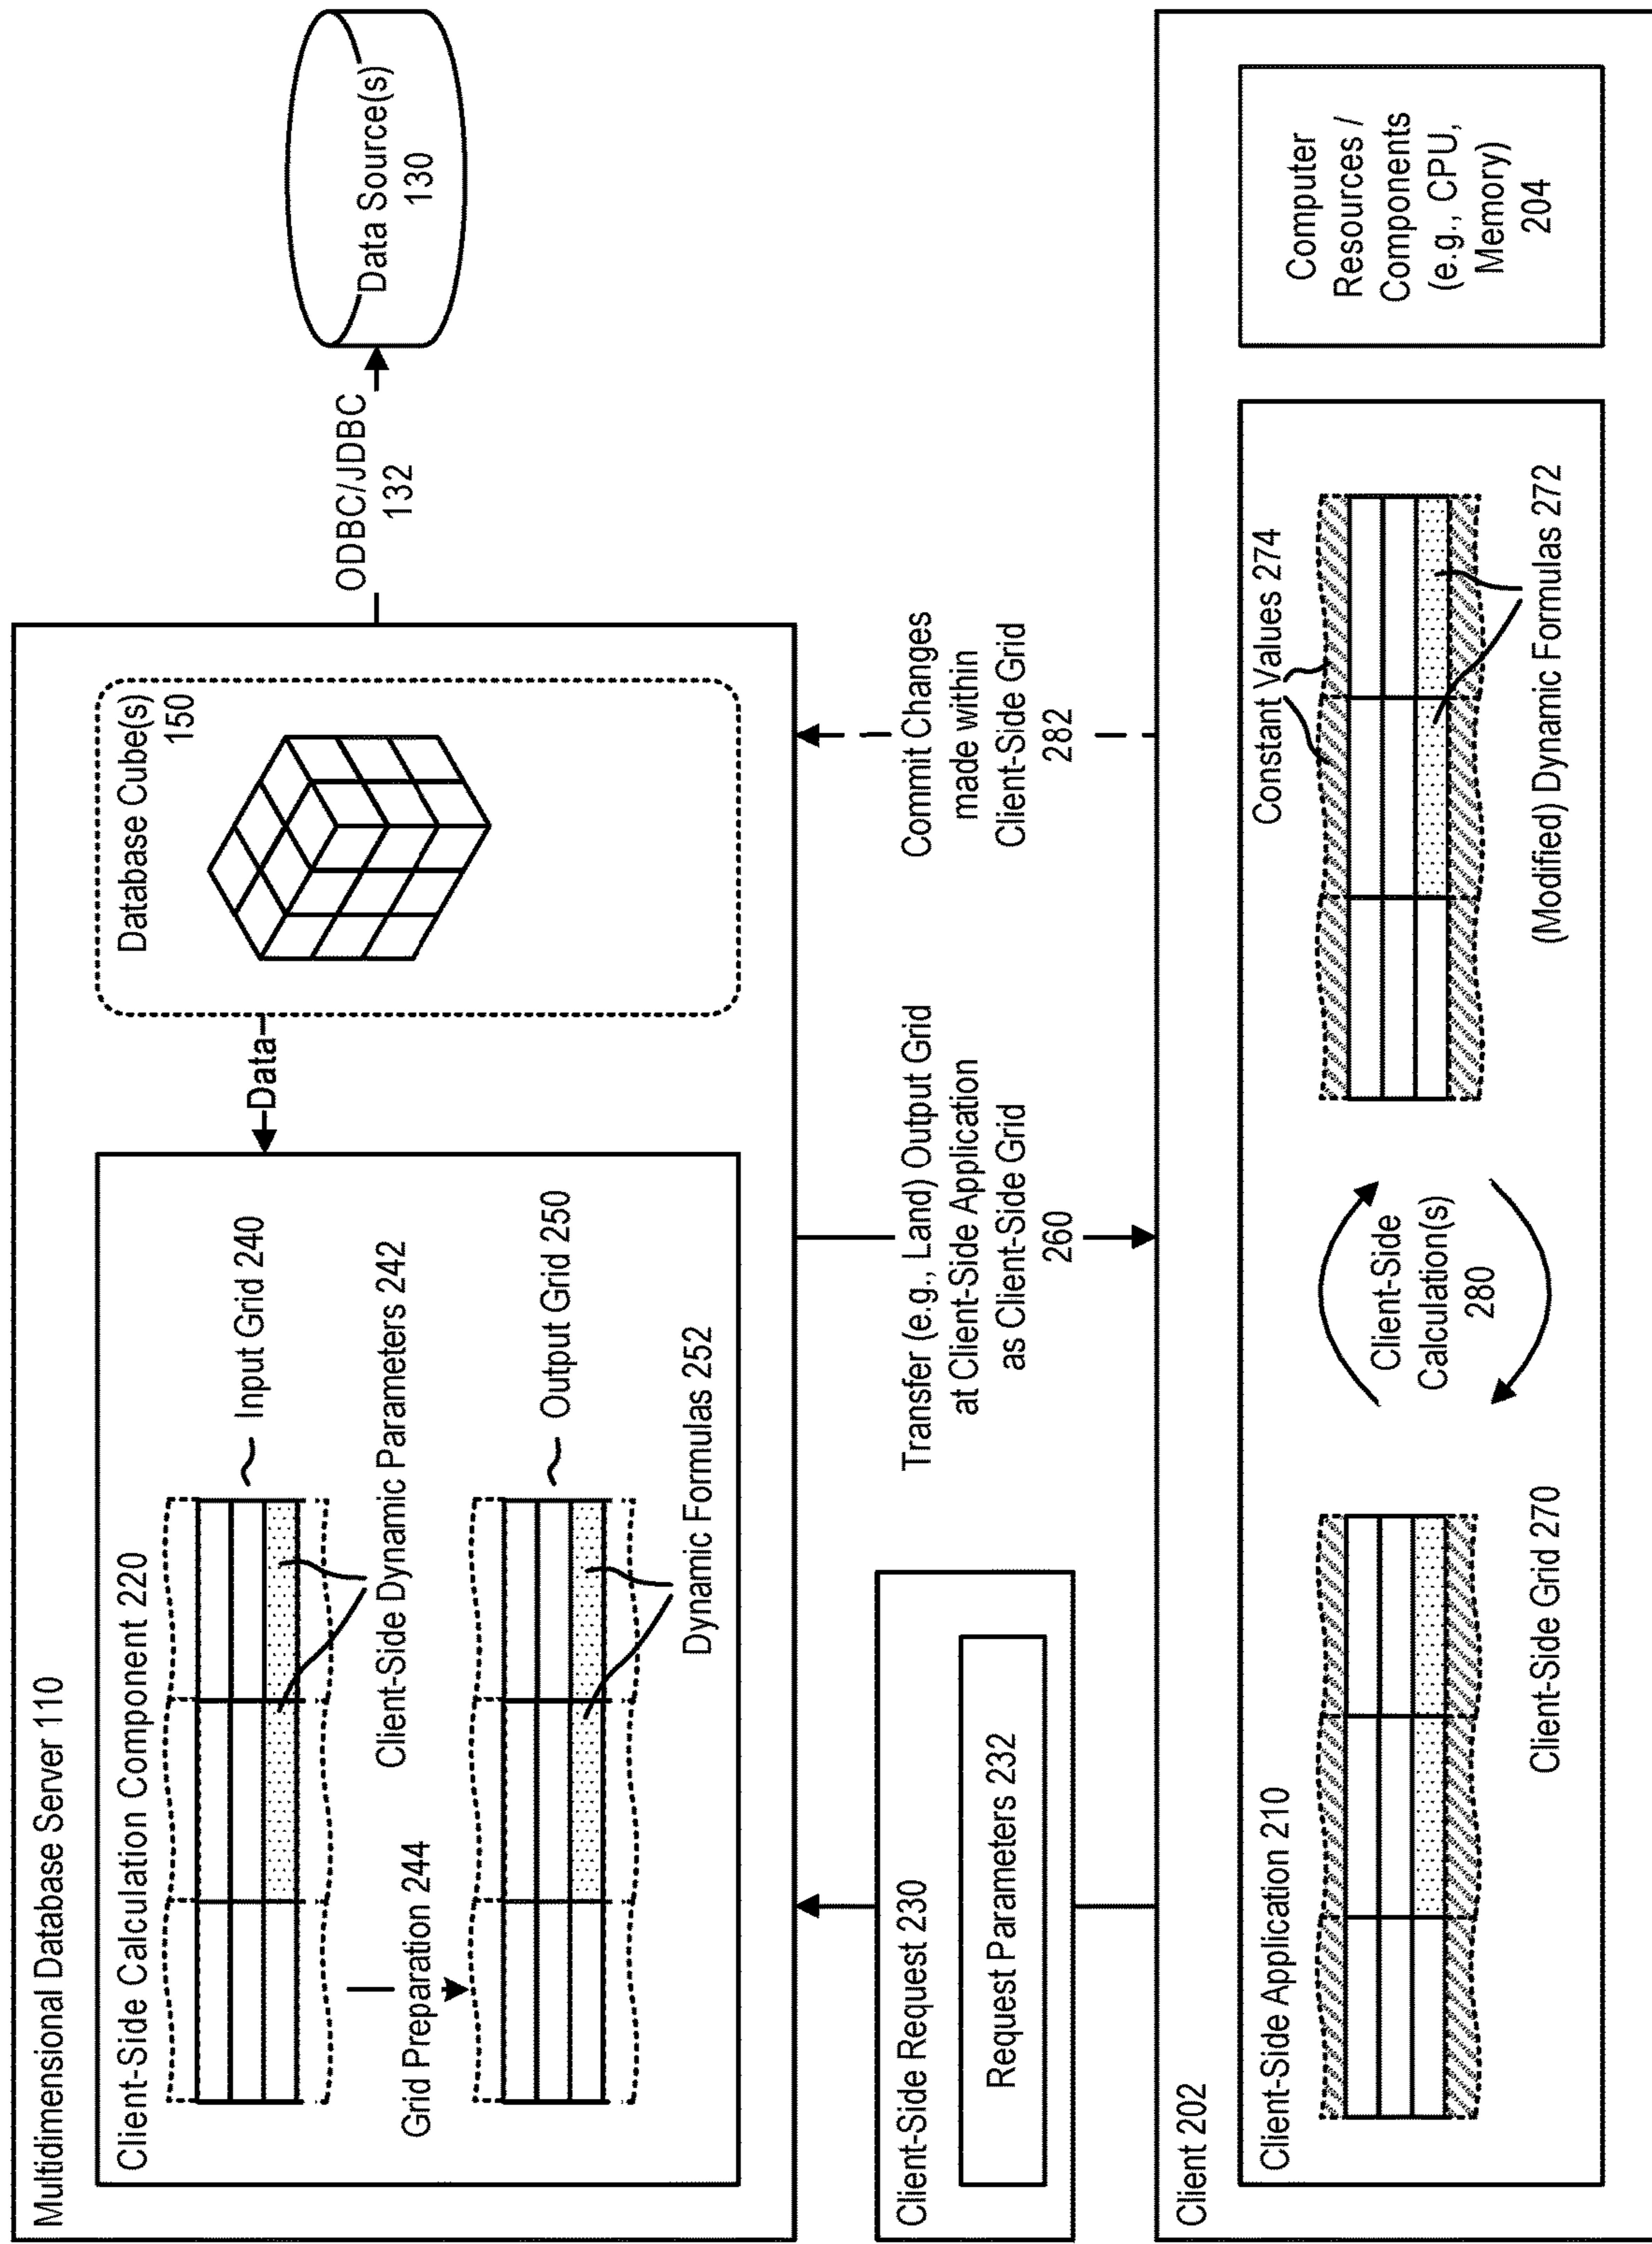 Multidimensional Database Server 110
Client-Side Calculation Component 220
Input Grid 240
Client-Side Dynamic Parameters 242
Grid Preparation 244
Output Grid 250
Dynamic Formulas 252
Data
Database Cube(s)
150
ODBC/JDBC
132
Data Source(s)
130
Client-Side Request 230
Request Parameters 232
Transfer (e.g., Land) Output Grid
at Client-Side Application
as Client-Side Grid
260
Commit Changes
made within
Client-Side Grid
282
Client 202
Client-Side Application 210
Client-Side Grid 270
Client-Side
Calculation(s)
280
Constant Values 274
(Modified) Dynamic Formulas 272
Computer
Resources /
Components
(e.g., CPU,
Memory)
204